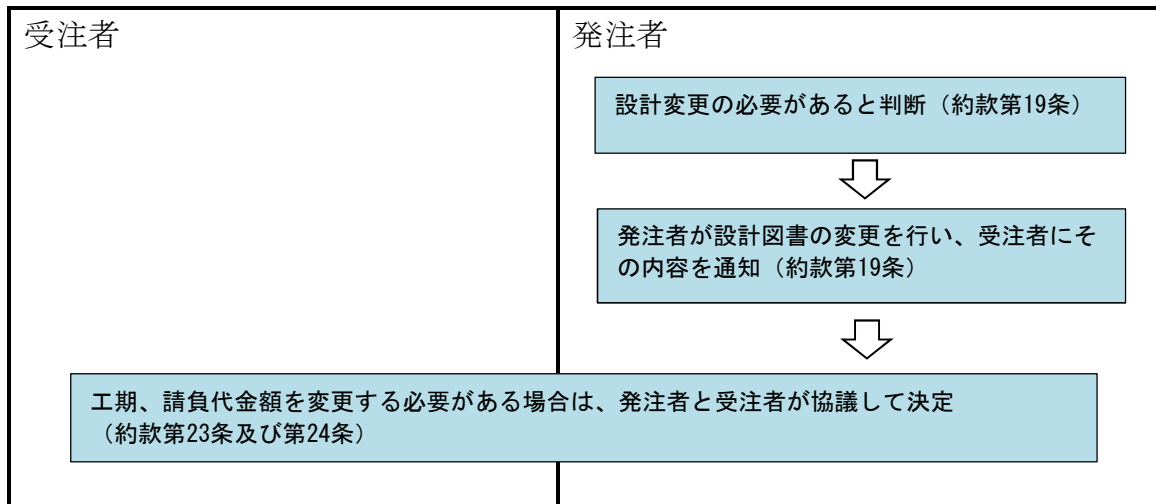 受注者
発注者
設計変更の必要があると判断（約款第19条）
発注者が設計図書の変更を行い、受注者にそ
の内容を通知（約款第19条）
工期、請負代金額を変更する必要がある場合は、発注者と受注者が協議して決定
（約款第23条及び第24条）